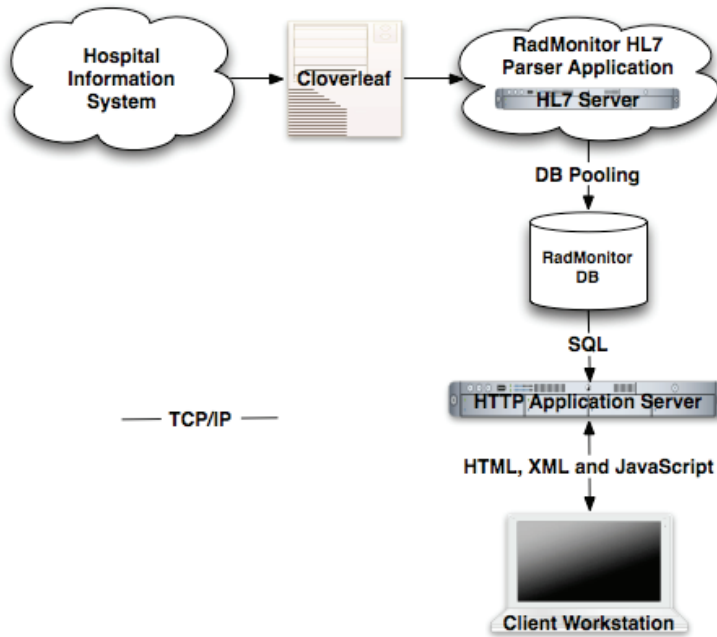 Hospital
Information
System
Cloverleaf
RadMonitor HL7
Parser Application
HL7 Server
DB Pooling
RadMonitor
DB
SQL
HTTP Application Server
TCP/IP
HTML, XML and JavaScript
Client Workstation